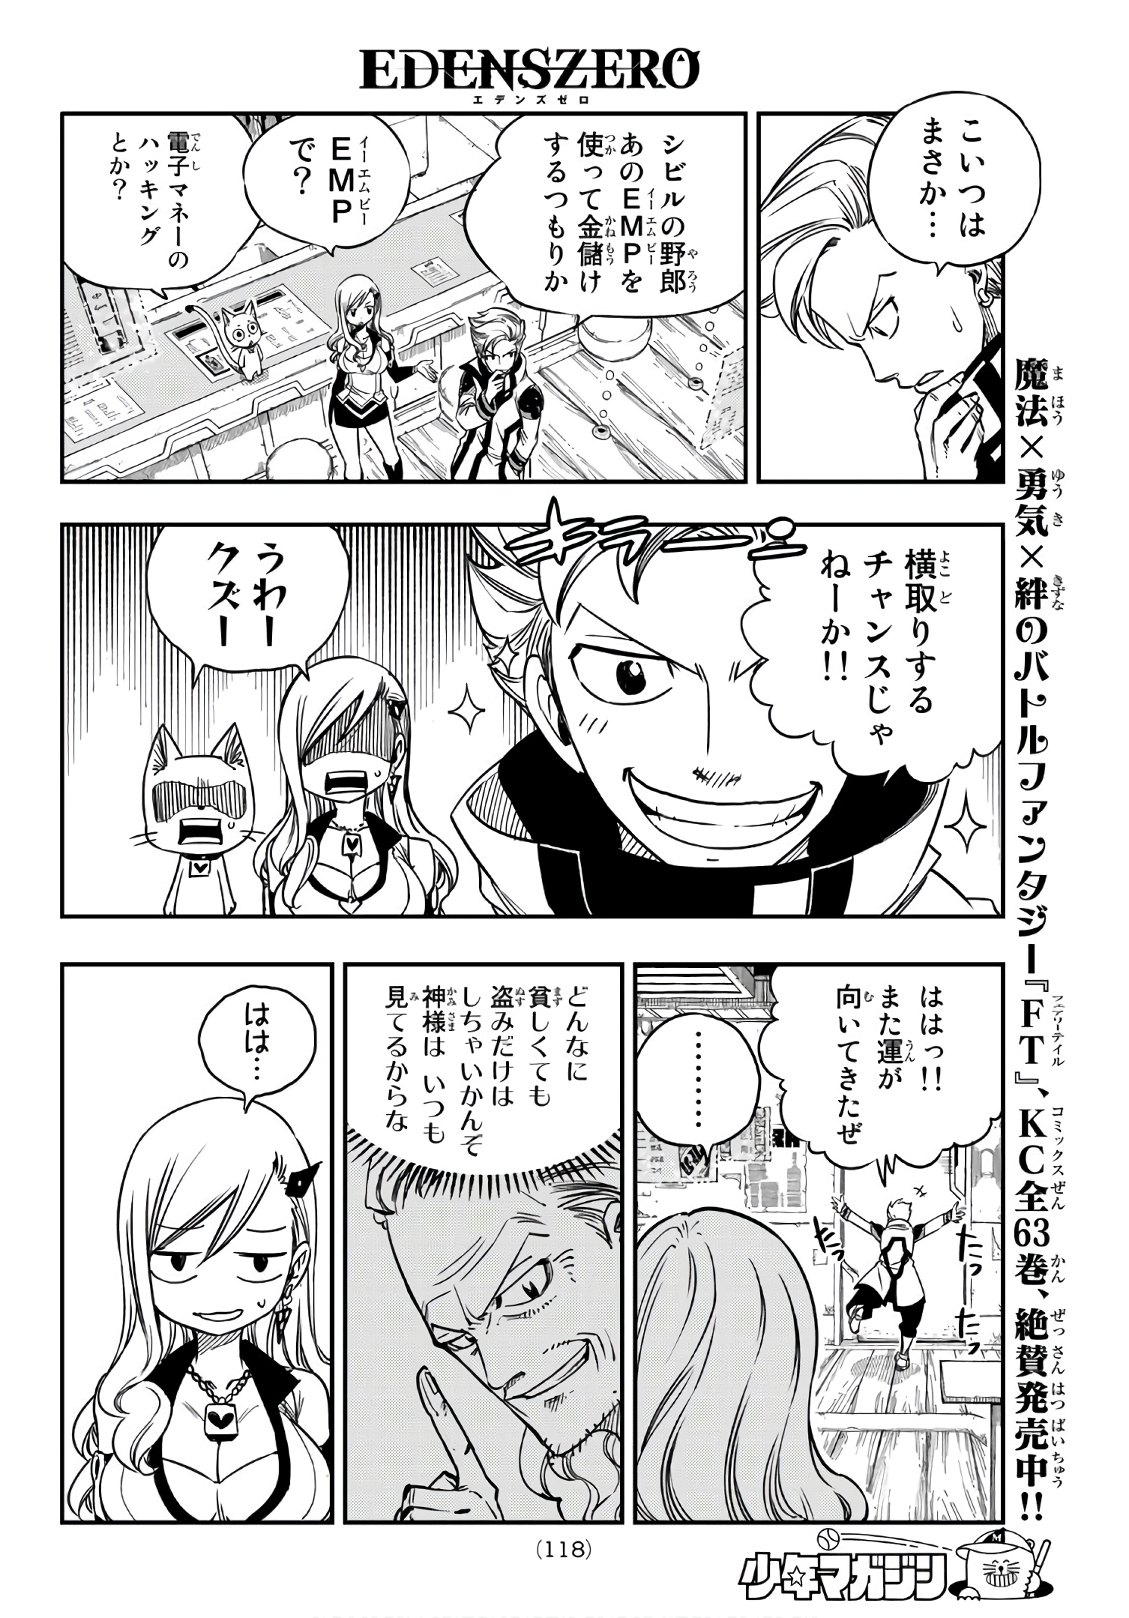 EDENSZERO
エデンズゼロ
こいつは
まさか…
シビルの野郎
あのEMPを
使って金儲け
するつもりか
EMP
で？
電子マネーの
ハッキング
とか？
横取りする
チャンスじゃ
ねーか!!
キラーン
うわー
クズー
ははっ!!
また運が
向いてきたぜ
たっ
たっ
たっ
………
どんなに
貧しくても
盗みだけは
しちゃいかんぞ
神様は いつも
見てるからな
はは…
魔法×勇気×絆のバトルファンタジー『FT』、KC全63巻、絶賛発売中!!
(118)
少年マガジン
M